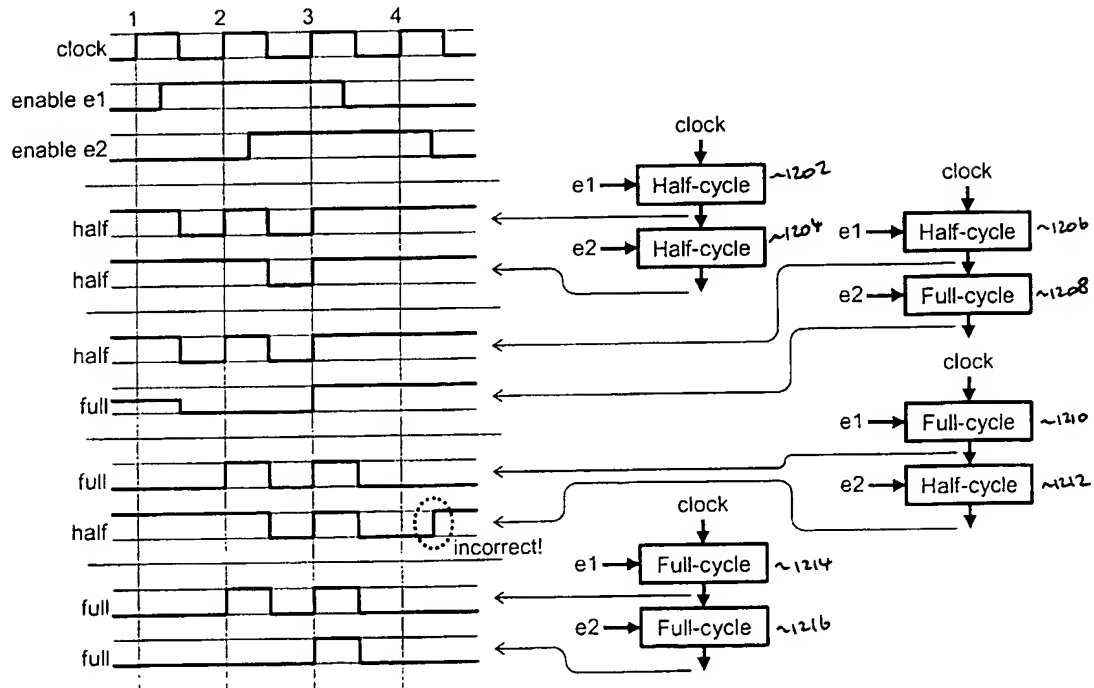 1 2 3 4
clock
enable e1
enable e2
half
half
half
full
full
half
incorrect!
full
full
clock
e1 Half-cycle ~1202
e2 Half-cycle ~1204
clock
e1 Half-cycle ~1206
e2 Full-cycle ~1208
clock
e1 Full-cycle ~1210
e2 Half-cycle ~1212
clock
e1 Full-cycle ~1214
e2 Full-cycle ~1216